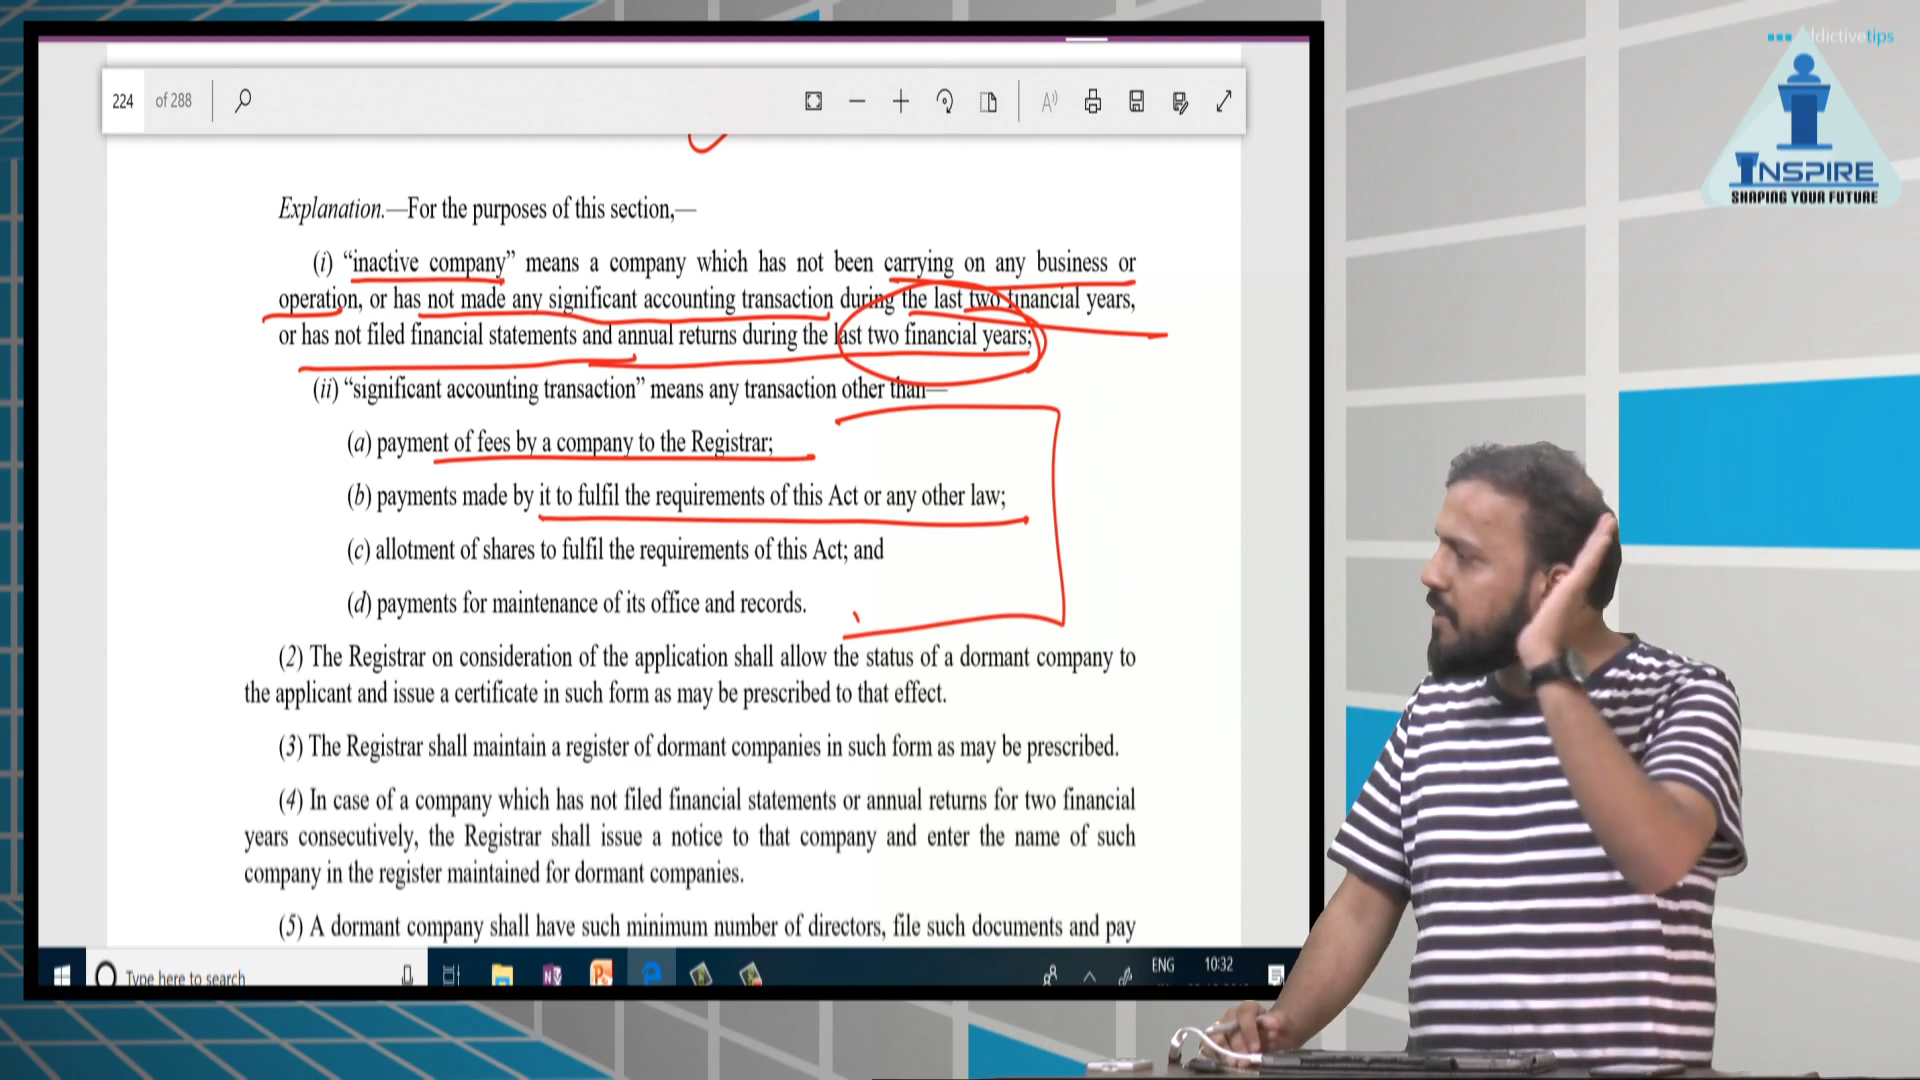 ddictivetips
INSPIRE
SHAPING YOUR FUTURE
224 of 288
Explanation.—For the purposes of this section,—
(i) “inactive company” means a company which has not been carrying on any business or
operation, or has not made any significant accounting transaction during the last two financial years,
or has not filed financial statements and annual returns during the last two financial years;
(ii) “significant accounting transaction” means any transaction other than—
(a) payment of fees by a company to the Registrar;
(b) payments made by it to fulfil the requirements of this Act or any other law;
(c) allotment of shares to fulfil the requirements of this Act; and
(d) payments for maintenance of its office and records.
(2) The Registrar on consideration of the application shall allow the status of a dormant company to
the applicant and issue a certificate in such form as may be prescribed to that effect.
(3) The Registrar shall maintain a register of dormant companies in such form as may be prescribed.
(4) In case of a company which has not filed financial statements or annual returns for two financial
years consecutively, the Registrar shall issue a notice to that company and enter the name of such
company in the register maintained for dormant companies.
(5) A dormant company shall have such minimum number of directors, file such documents and pay
Type here to search
ENG 10:32